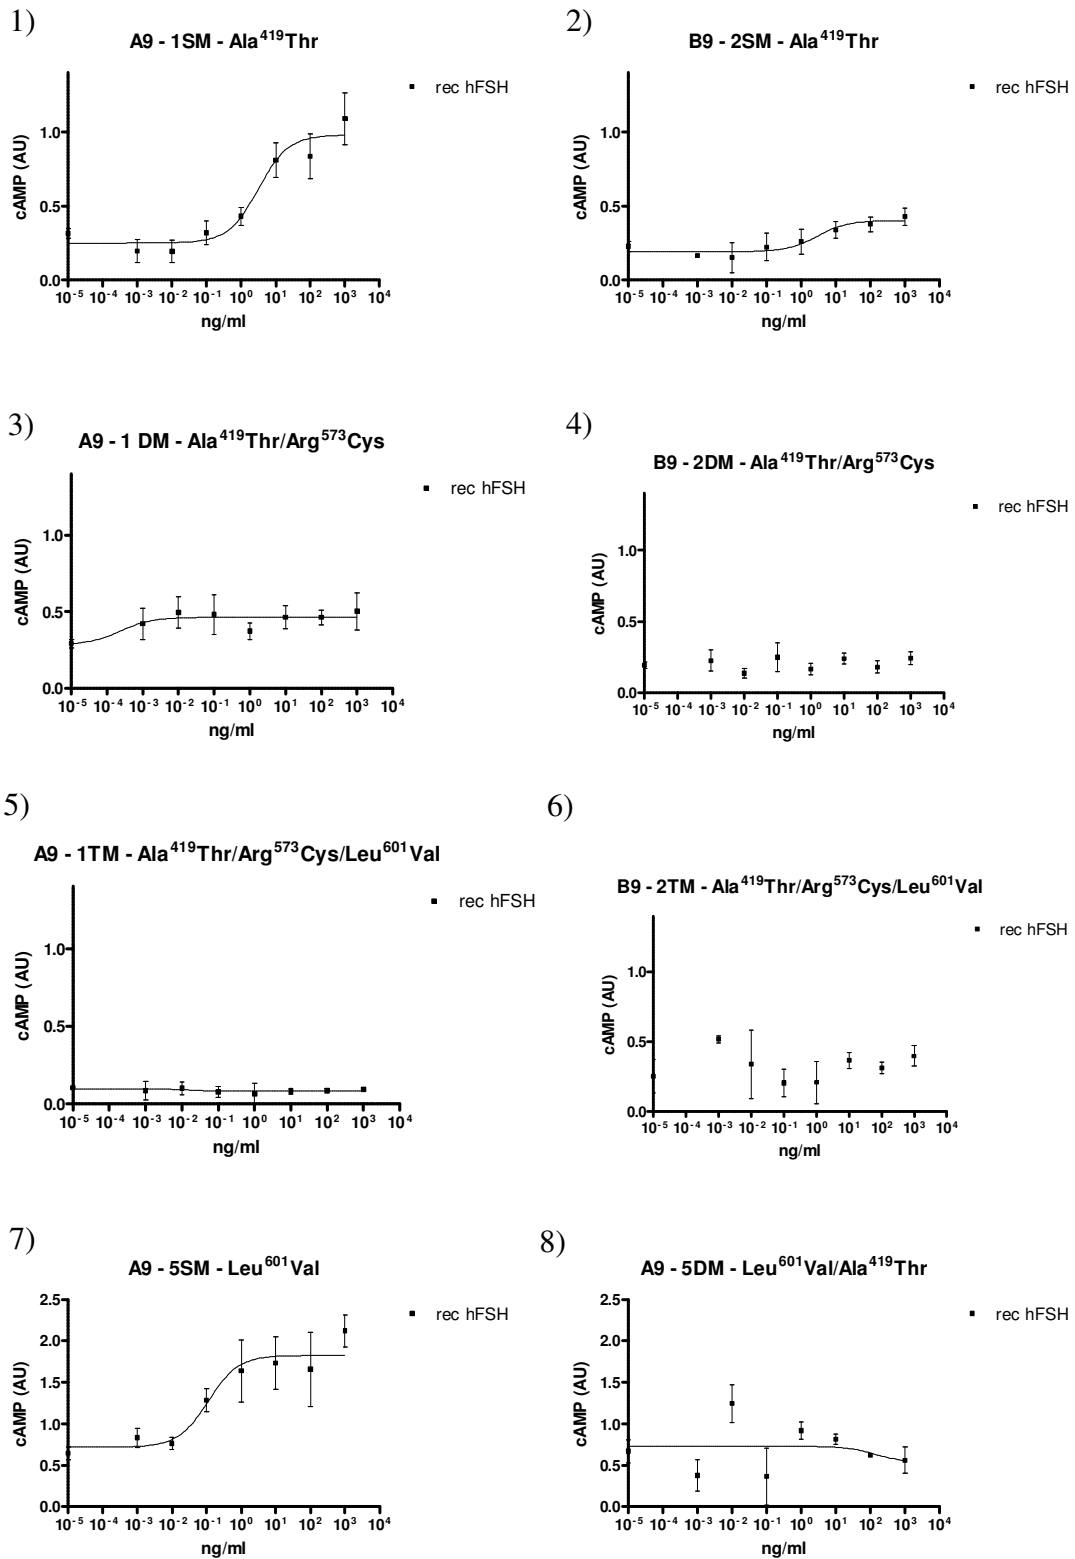 1)
A9 - 1SM - Ala⁴¹⁹Thr
rec hFSH
cAMP (AU)
1.0
0.5
0.0
10⁻⁵ 10⁻⁴ 10⁻³ 10⁻² 10⁻¹ 10⁰ 10¹ 10² 10³ 10⁴
ng/ml
2)
B9 - 2SM - Ala⁴¹⁹Thr
rec hFSH
cAMP (AU)
1.0
0.5
0.0
10⁻⁵ 10⁻⁴ 10⁻³ 10⁻² 10⁻¹ 10⁰ 10¹ 10² 10³ 10⁴
ng/ml
3)
A9 - 1 DM - Ala⁴¹⁹Thr/Arg⁵⁷³Cys
rec hFSH
cAMP (AU)
1.0
0.5
0.0
10⁻⁵ 10⁻⁴ 10⁻³ 10⁻² 10⁻¹ 10⁰ 10¹ 10² 10³ 10⁴
ng/ml
4)
B9 - 2DM - Ala⁴¹⁹Thr/Arg⁵⁷³Cys
rec hFSH
cAMP (AU)
1.0
0.5
0.0
10⁻⁵ 10⁻⁴ 10⁻³ 10⁻² 10⁻¹ 10⁰ 10¹ 10² 10³ 10⁴
ng/ml
5)
A9 - 1TM - Ala⁴¹⁹Thr/Arg⁵⁷³Cys/Leu⁶⁰¹Val
rec hFSH
cAMP (AU)
1.0
0.5
0.0
10⁻⁵ 10⁻⁴ 10⁻³ 10⁻² 10⁻¹ 10⁰ 10¹ 10² 10³ 10⁴
ng/ml
6)
B9 - 2TM - Ala⁴¹⁹Thr/Arg⁵⁷³Cys/Leu⁶⁰¹Val
rec hFSH
cAMP (AU)
1.0
0.5
0.0
10⁻⁵ 10⁻⁴ 10⁻³ 10⁻² 10⁻¹ 10⁰ 10¹ 10² 10³ 10⁴
ng/ml
7)
A9 - 5SM - Leu⁶⁰¹Val
rec hFSH
cAMP (AU)
2.5
2.0
1.5
1.0
0.5
0.0
10⁻⁵ 10⁻⁴ 10⁻³ 10⁻² 10⁻¹ 10⁰ 10¹ 10² 10³ 10⁴
ng/ml
8)
A9 - 5DM - Leu⁶⁰¹Val/Ala⁴¹⁹Thr
rec hFSH
cAMP (AU)
2.5
2.0
1.5
1.0
0.5
0.0
10⁻⁵ 10⁻⁴ 10⁻³ 10⁻² 10⁻¹ 10⁰ 10¹ 10² 10³ 10⁴
ng/ml